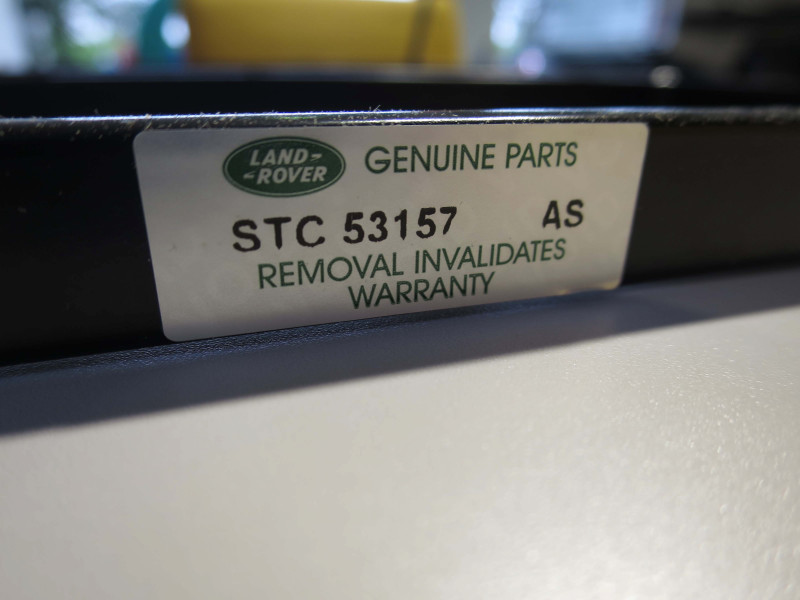 LAND-
-ROVER
GENUINE PARTS
STC 53157 AS
REMOVAL INVALIDATES
WARRANTY